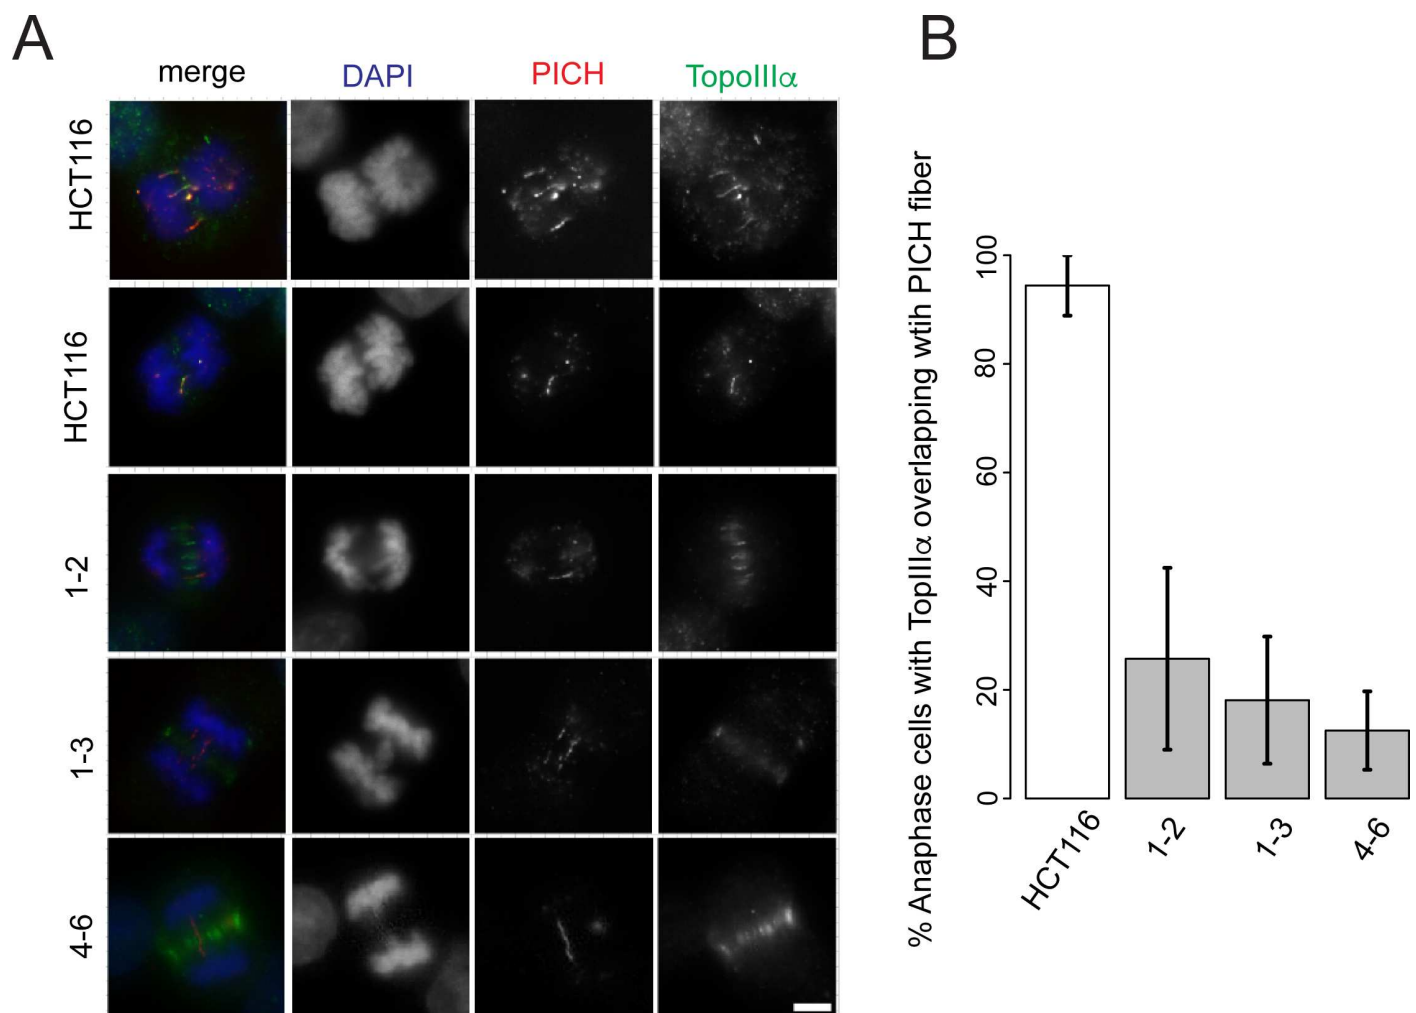 A
B
merge DAPI PICH TopoIIIα
HCT116
HCT116
1-2
1-3
4-6
% Anaphase cells with TopIIIα overlapping wtih PICH fiber
100
80
60
40
20
0
HCT116 1-2 1-3 4-6